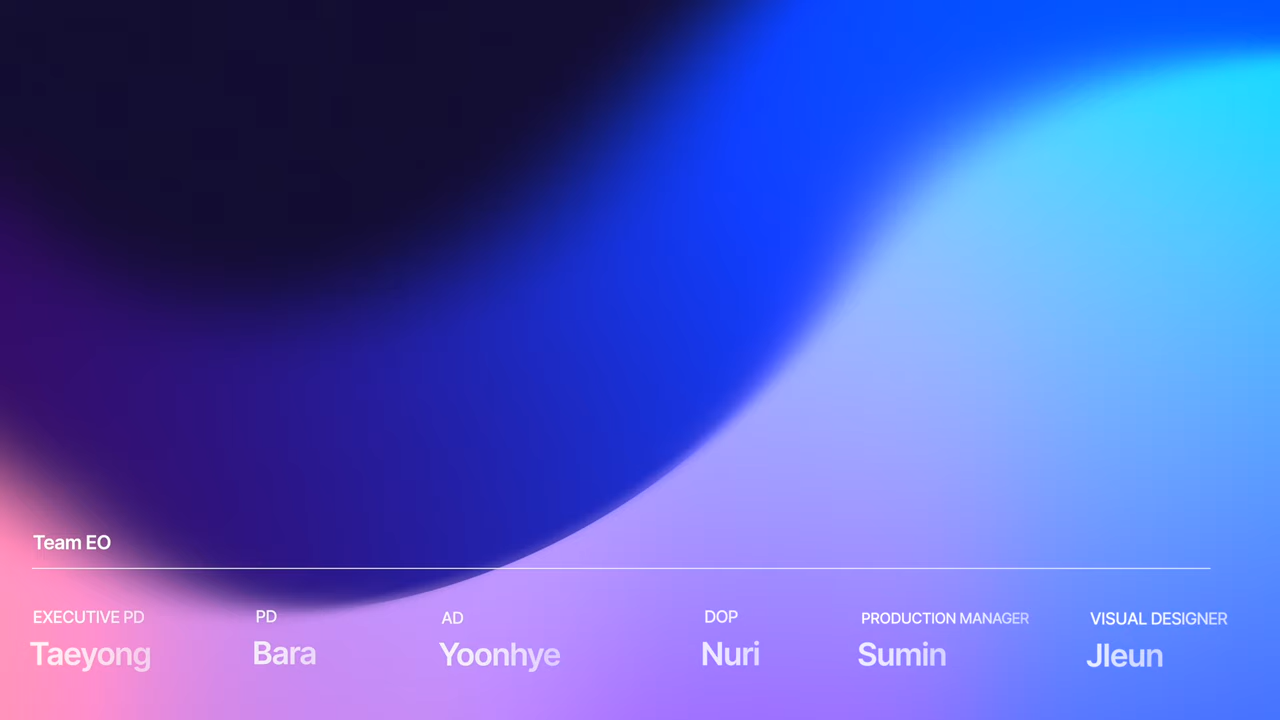 Team EO
EXECUTIVE PD
Taeyong
PD
Bara
AD
Yoonhye
DOP
Nuri
PRODUCTION MANAGER
Sumin
VISUAL DESIGNER
JIeun